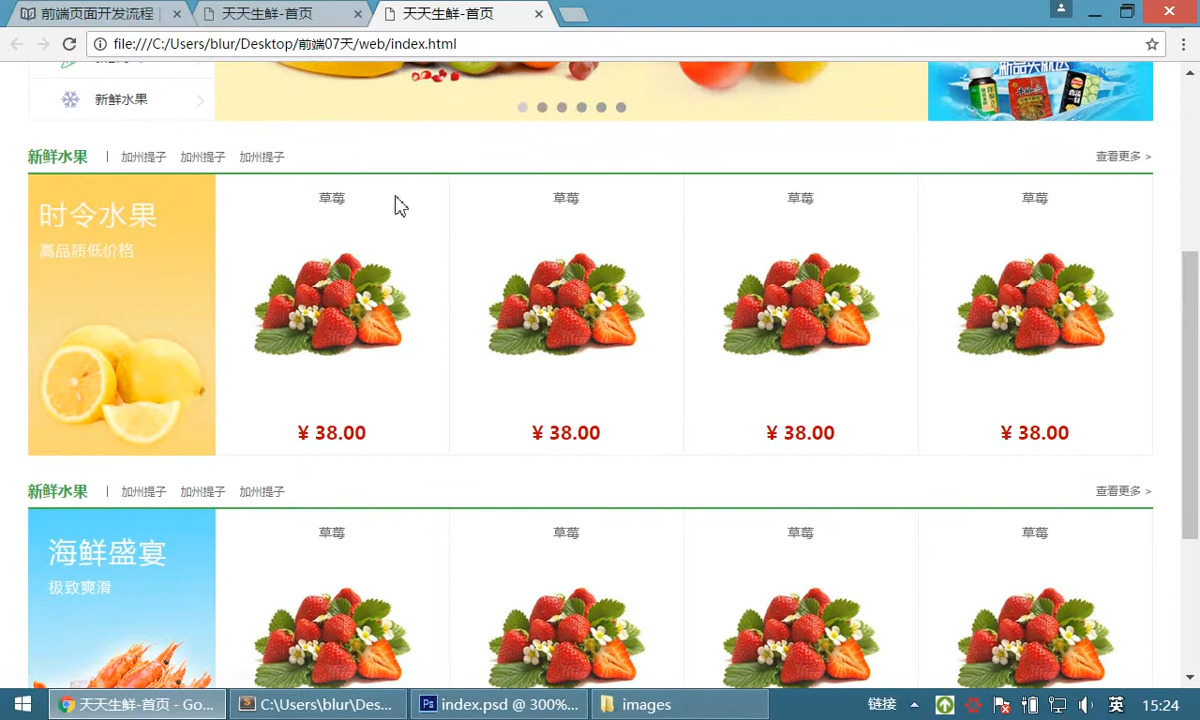 前端页面开发流程
天天生鲜-首页
天天生鲜-首页
file:///C:/Users/blur/Desktop/前端07天/web/index.html
新鲜水果
新鲜水果 | 加州提子 加州提子 加州提子 查看更多 >
时令水果
高品质低价格
草莓 草莓 草莓 草莓
¥ 38.00 ¥ 38.00 ¥ 38.00 ¥ 38.00
新鲜水果 | 加州提子 加州提子 加州提子 查看更多 >
海鲜盛宴
极致爽滑
草莓 草莓 草莓 草莓
天天生鲜-首页 - Go...
C:\Users\blur\Des...
index.psd @ 300%...
images
链接
英
15:24